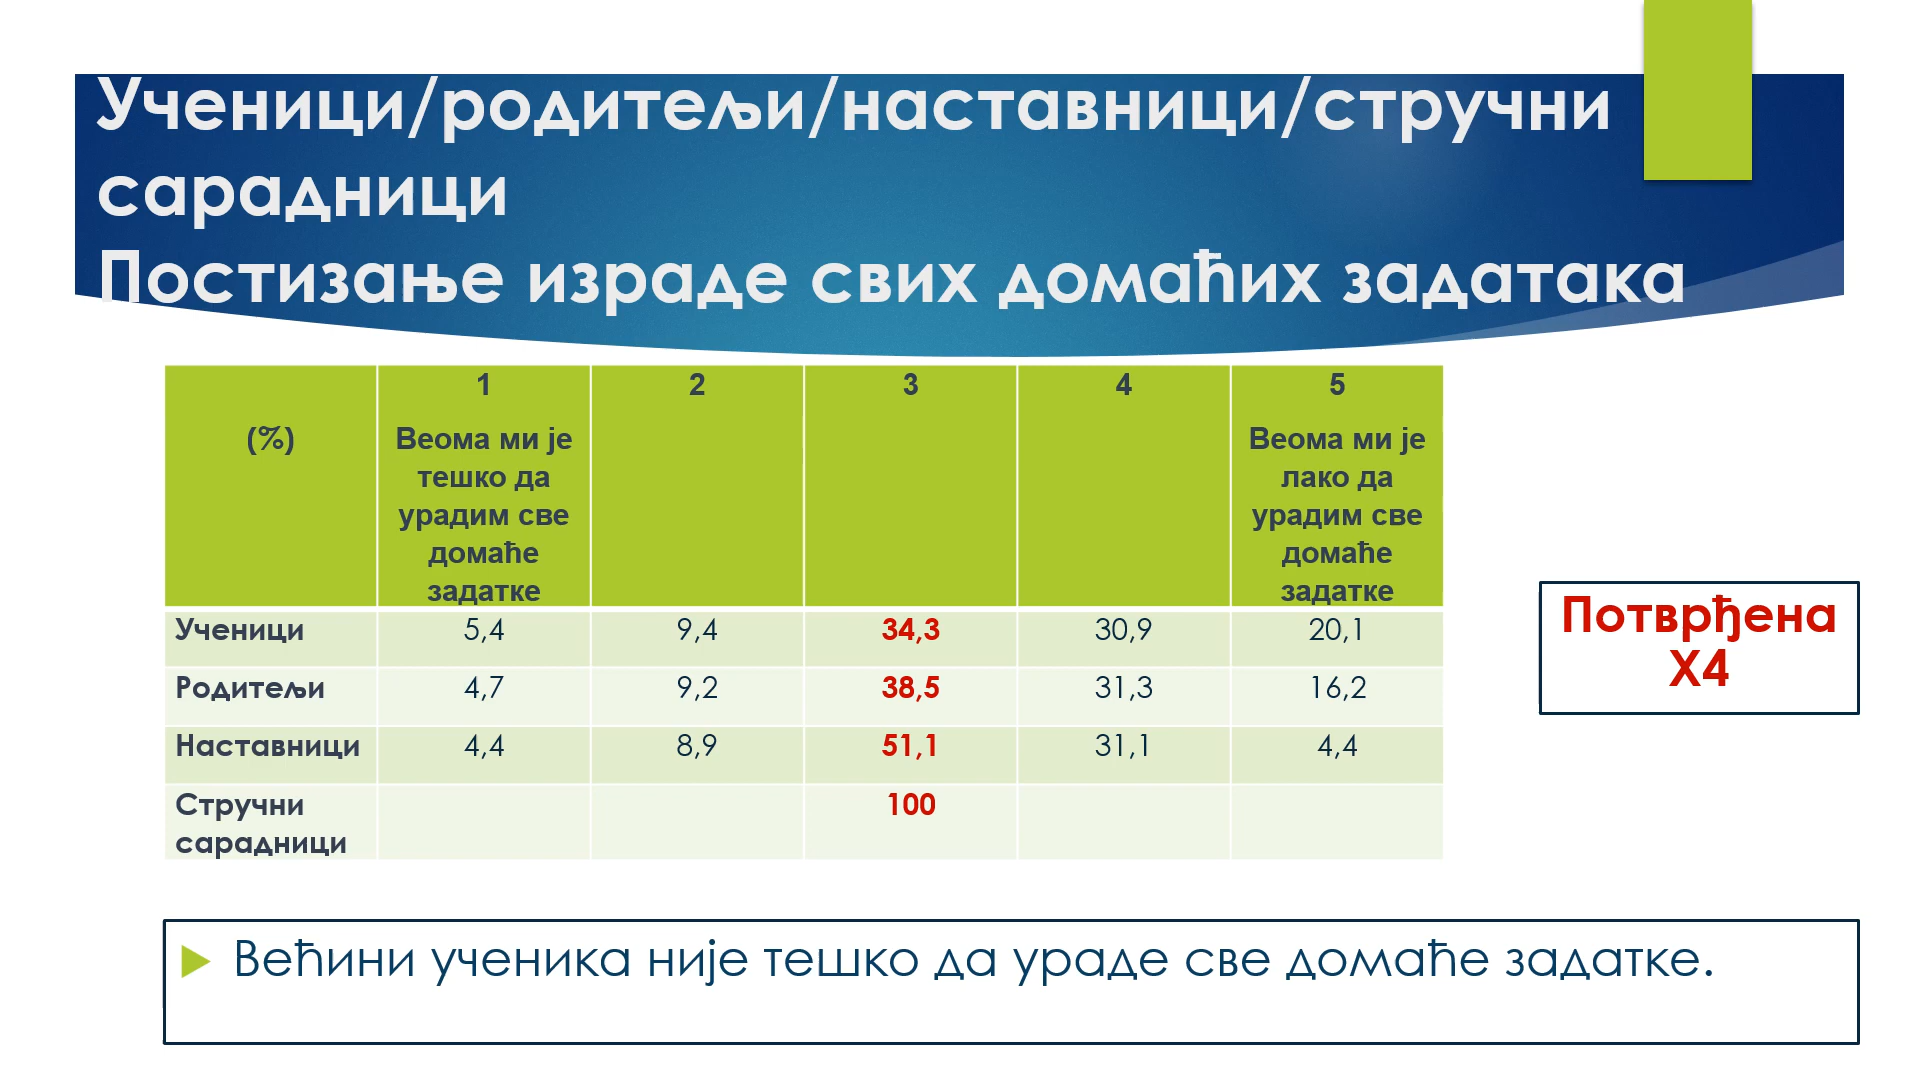 Ученици/родитељи/наставници/стручни
сарадници
Постизање израде свих домаћих задатака
(%)
1
Веома ми је
тешко да
урадим све
домаће
задатке
2
3
4
5
Веома ми је
лако да
урадим све
домаће
задатке
Ученици 5,4 9,4 34,3 30,9 20,1
Родитељи 4,7 9,2 38,5 31,3 16,2
Наставници 4,4 8,9 51,1 31,1 4,4
Стручни
сарадници
100
Потврђена
Х4
Већини ученика није тешко да ураде све домаће задатке.